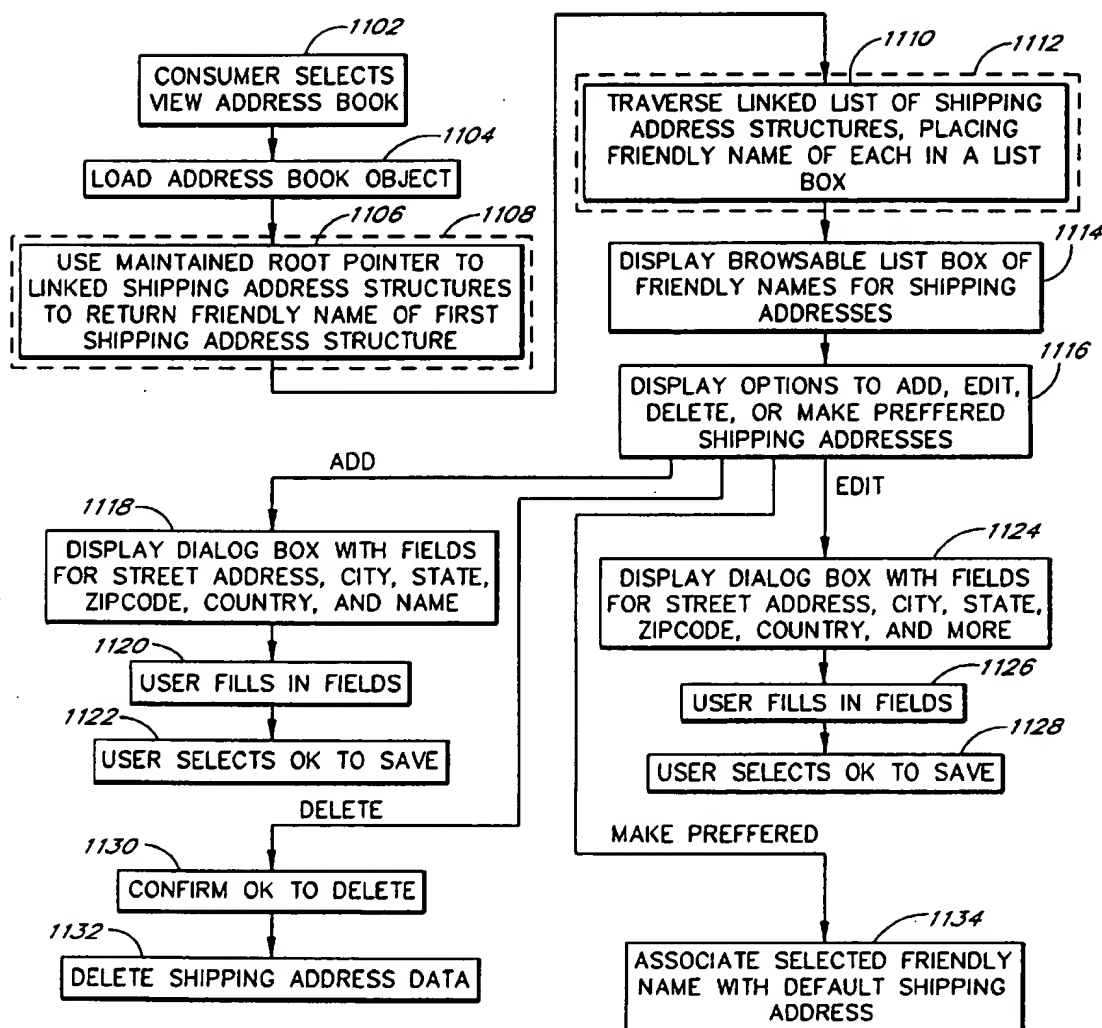 1102
CONSUMER SELECTS
VIEW ADDRESS BOOK
1104
LOAD ADDRESS BOOK OBJECT
1106
1108
USE MAINTAINED ROOT POINTER TO
LINKED SHIPPING ADDRESS STRUCTURES
TO RETURN FRIENDLY NAME OF FIRST
SHIPPING ADDRESS STRUCTURE
1110
1112
TRAVERSE LINKED LIST OF SHIPPING
ADDRESS STRUCTURES, PLACING
FRIENDLY NAME OF EACH IN A LIST
BOX
1114
DISPLAY BROWSABLE LIST BOX OF
FRIENDLY NAMES FOR SHIPPING
ADDRESSES
1116
DISPLAY OPTIONS TO ADD, EDIT,
DELETE, OR MAKE PREFFERED
SHIPPING ADDRESSES
ADD
1118
DISPLAY DIALOG BOX WITH FIELDS
FOR STREET ADDRESS, CITY, STATE,
ZIPCODE, COUNTRY, AND NAME
1120
USER FILLS IN FIELDS
1122
USER SELECTS OK TO SAVE
EDIT
1124
DISPLAY DIALOG BOX WITH FIELDS
FOR STREET ADDRESS, CITY, STATE,
ZIPCODE, COUNTRY, AND MORE
1126
USER FILLS IN FIELDS
1128
USER SELECTS OK TO SAVE
DELETE
1130
CONFIRM OK TO DELETE
1132
DELETE SHIPPING ADDRESS DATA
MAKE PREFFERED
1134
ASSOCIATE SELECTED FRIENDLY
NAME WITH DEFAULT SHIPPING
ADDRESS